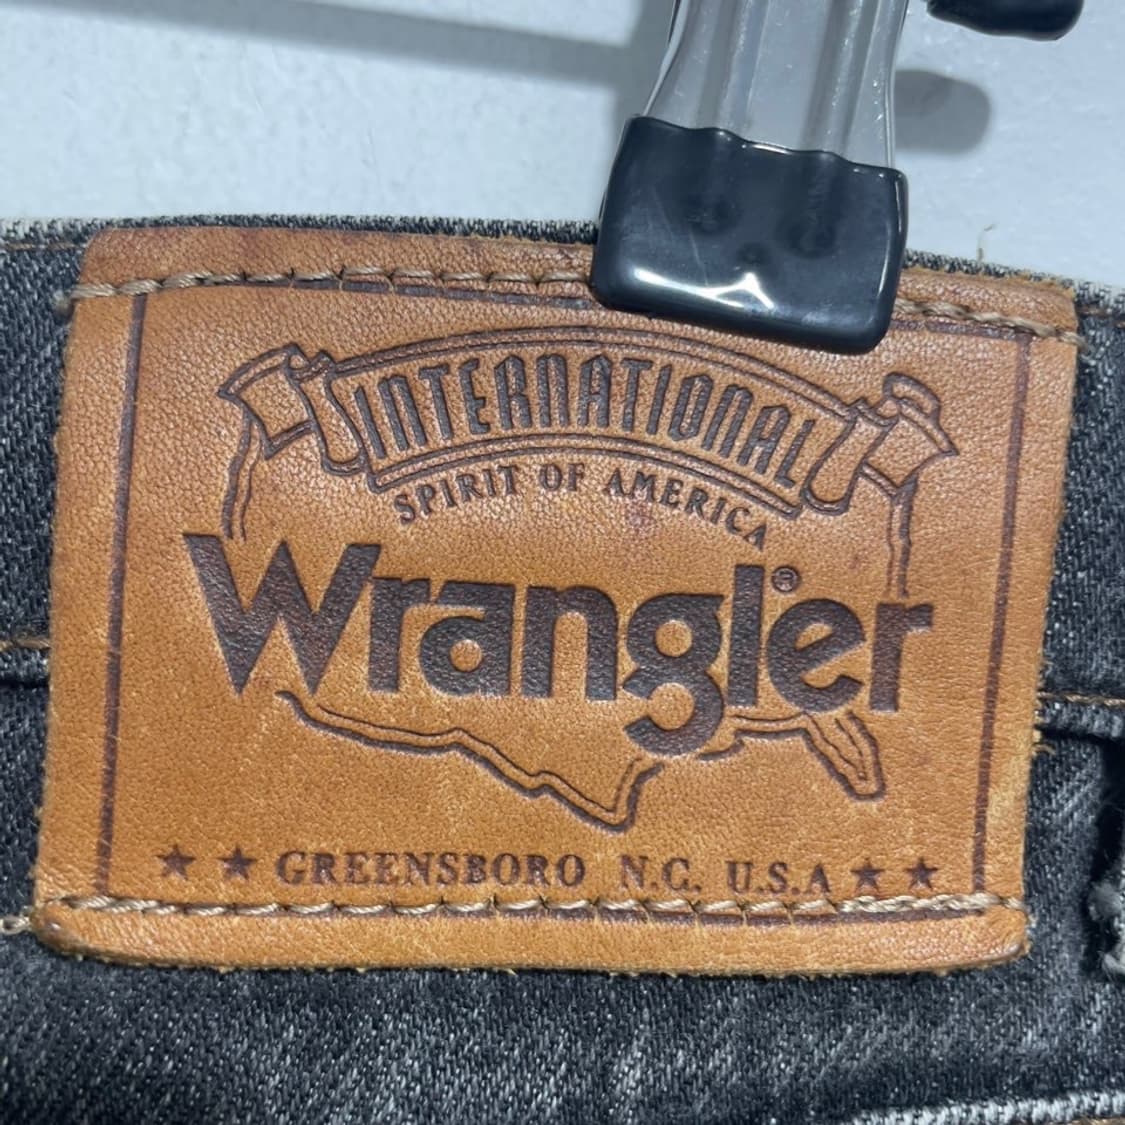 INTERNATIONAL
SPIRIT OF AMERICA
Wrangler®
★ ★ GREENSBORO N.C. U.S.A ★ ★